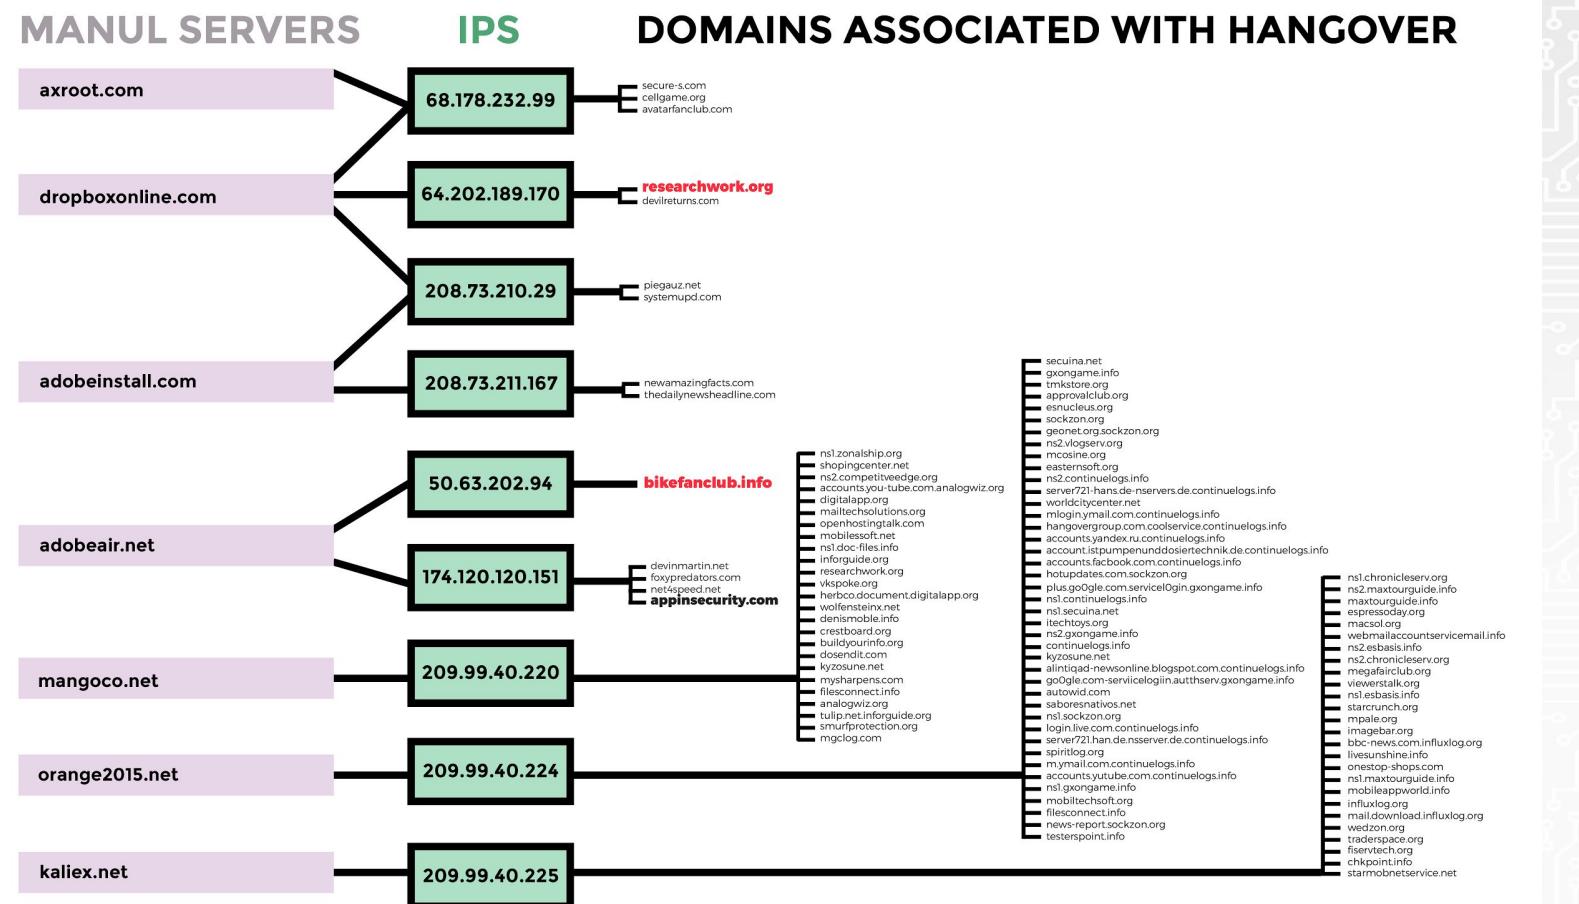 MANUL SERVERS
IPS
DOMAINS ASSOCIATED WITH HANGOVER
axroot.com
dropboxonline.com
adobeinstall.com
adobeair.net
mangoco.net
orange2015.net
kaliex.net
68.178.232.99
64.202.189.170
208.73.210.29
208.73.211.167
50.63.202.94
174.120.120.151
209.99.40.220
209.99.40.224
209.99.40.225
secure-s.com
cellgame.org
avatarfanclub.com
researchwork.org
devilreturns.com
piegauz.net
systemupd.com
newamazingfacts.com
thedailynewsheadline.com
bikefanclub.info
devinmartin.net
foxypredators.com
net4speed.net
appinsecurity.com
ns1.zonalship.org
shopingcenter.net
ns2.competitveedge.org
accounts.you-tube.com.analogwiz.org
digitalapp.org
mailtechsolutions.org
openhostingtalk.com
mobilessoft.net
ns1.doc-files.info
inforguide.org
researchwork.org
vkspoke.org
herbco.document.digitalapp.org
wolfensteinx.net
denismoble.info
crestboard.org
buildyourinfo.org
dosendit.com
kyzosune.net
mysharpens.com
filesconnect.info
analogwiz.org
tulip.net.inforguide.org
smurfprotection.org
mgclog.com
secuina.net
gxongame.info
tmkstore.org
approvalclub.org
esnucleus.org
sockzon.org
geonet.org.sockzon.org
ns2.vlogserv.org
mcosine.org
easternsoft.org
ns2.continuelogs.info
server721-hans.de-nservers.de.continuelogs.info
worldcitycenter.net
mlogin.ymail.com.continuelogs.info
hangovergroup.com.coolservice.continuelogs.info
accounts.yandex.ru.continuelogs.info
account.istpumpenunddosiertechnik.de.continuelogs.info
accounts.facbook.com.continuelogs.info
hotupdates.com.sockzon.org
plus.go0gle.com.servicel0gin.gxongame.info
ns1.continuelogs.info
ns1.secuina.net
itechtoys.org
ns2.gxongame.info
continuelogs.info
kyzosune.net
alintiqad-newsonline.blogspot.com.continuelogs.info
go0gle.com-serviicelogiin.autthserv.gxongame.info
autowid.com
saboresnativos.net
ns1.sockzon.org
login.live.com.continuelogs.info
server721.han.de.nsserver.de.continuelogs.info
spiritlog.org
m.ymail.com.continuelogs.info
accounts.yutube.com.continuelogs.info
ns1.gxongame.info
mobiltechsoft.org
filesconnect.info
news-report.sockzon.org
testerspoint.info
ns1.chronicleserv.org
ns2.maxtourguide.info
maxtourguide.info
espressoday.org
macsol.org
webmailaccountservicemail.info
ns2.esbasis.info
ns2.chronicleserv.org
megafairclub.org
viewerstalk.org
ns1.esbasis.info
starcrunch.org
mpale.org
imagebar.org
bbc-news.com.influxlog.org
livesunshine.info
onestop-shops.com
ns1.maxtourguide.info
mobileappworld.info
influxlog.org
mail.download.influxlog.org
wedzon.org
traderspace.org
fiservtech.org
chkpoint.info
starmobnetservice.net